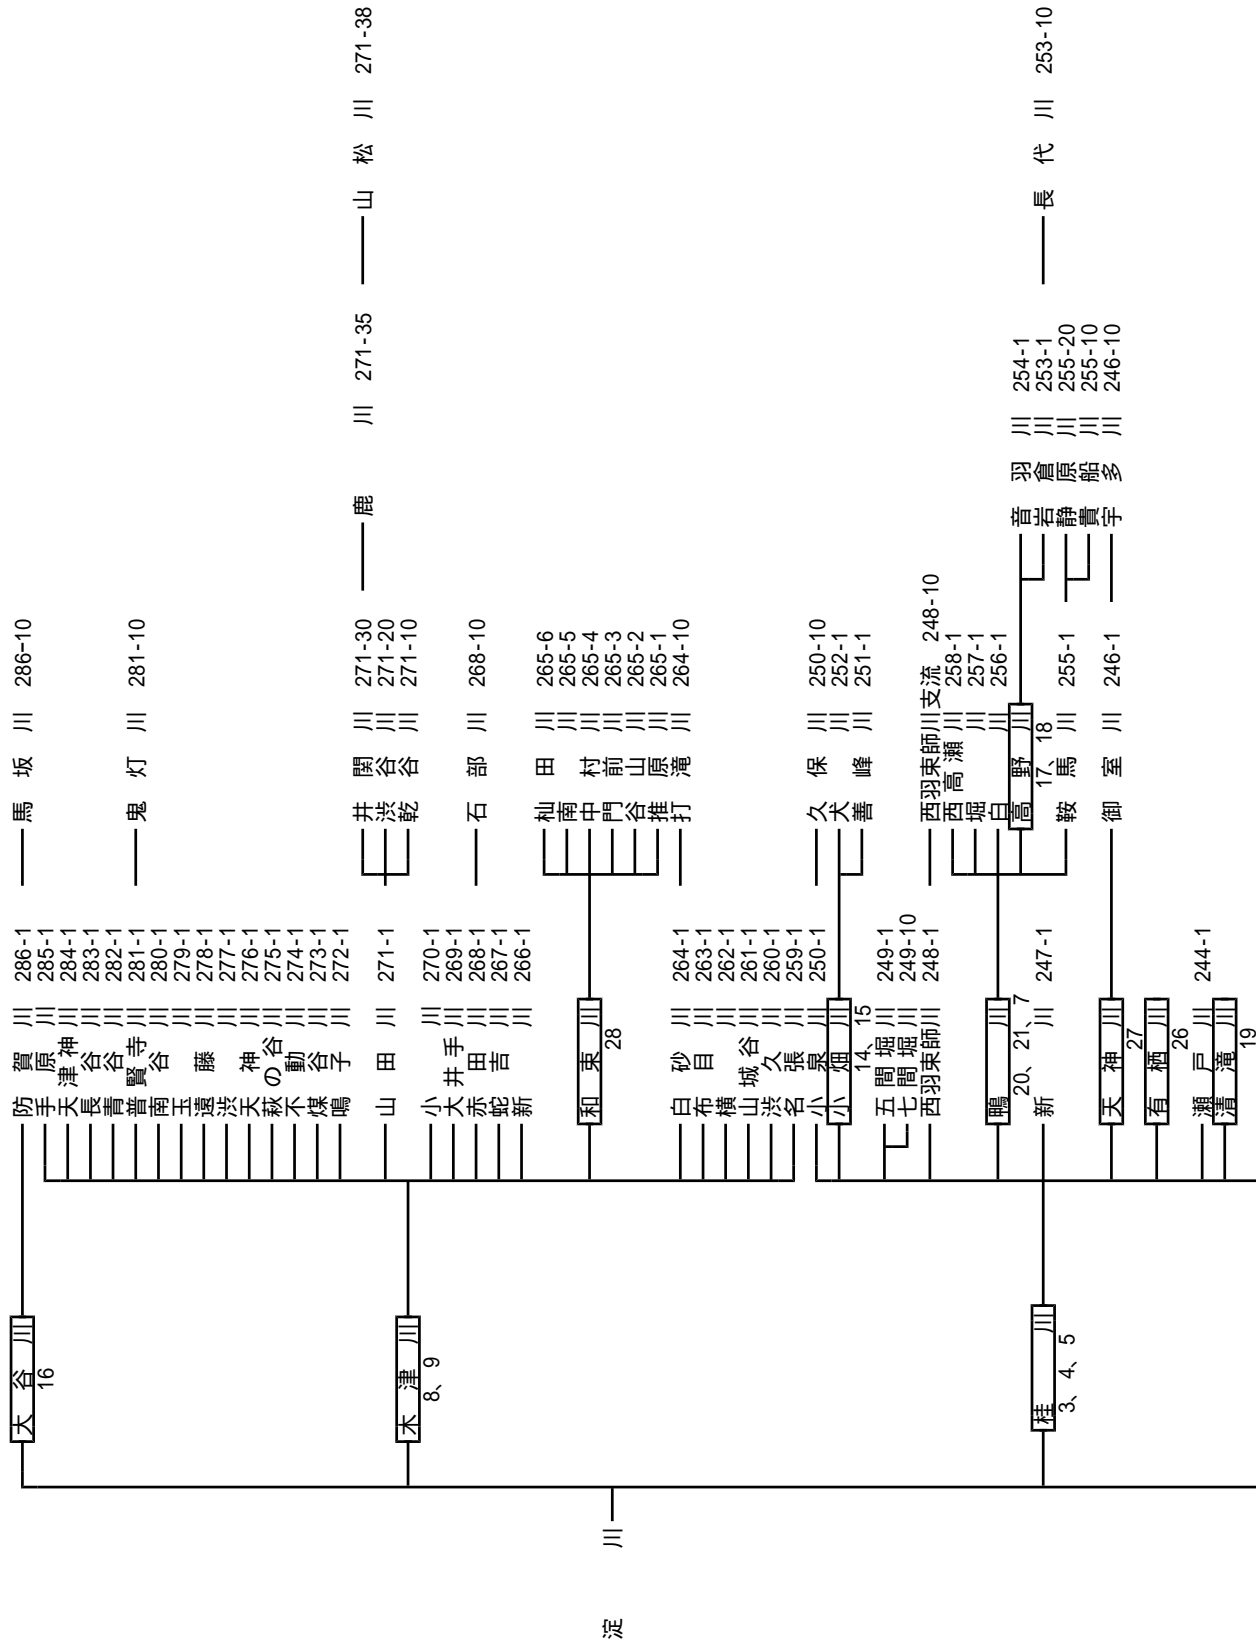 淀川
大谷川
16
防賀川 286-1
馬坂川 286-10
木津川
8、9
手原川 285-1
天津神川 284-1
長谷川 283-1
青谷川 282-1
普賢寺川 281-1
鬼灯川 281-10
南谷川 280-1
玉川 279-1
遠藤川 278-1
渋川 277-1
天神川 276-1
萩の谷川 275-1
不動川 274-1
煤谷川 273-1
鳴子川 272-1
山田川 271-1
井関川 271-30
鹿川 271-35
山松川 271-38
渋谷川 271-20
乾谷川 271-10
小川 270-1
大井手川 269-1
赤田川 268-1
石部川 268-10
蛇吉川 267-1
新川 266-1
和束川
28
杣田川 265-6
南川 265-5
中村川 265-4
門前川 265-3
谷山川 265-2
推原川 265-1
白砂川 264-1
打滝川 264-10
布目川 263-1
横川 262-1
山城谷川 261-1
渋久川 260-1
名張川 259-1
桂川
3、4、5
小泉川 250-1
久保川 250-10
小畑川
14、15
犬川 252-1
善峰川 251-1
五間堀川 249-1
七間堀川 249-10
西羽束師川 248-1
西羽束師川支流 248-10
鴨川
20、21、7
西高瀬川 258-1
堀川 257-1
白川 256-1
高野川
17、18
音羽川 254-1
岩倉川 253-1
長代川 253-10
鞍馬川 255-1
静原川 255-20
貴船川 255-10
新川 247-1
天神川
27
御室川 246-1
宇多川 246-10
有栖川
26
瀬戸川 244-1
清滝川
19